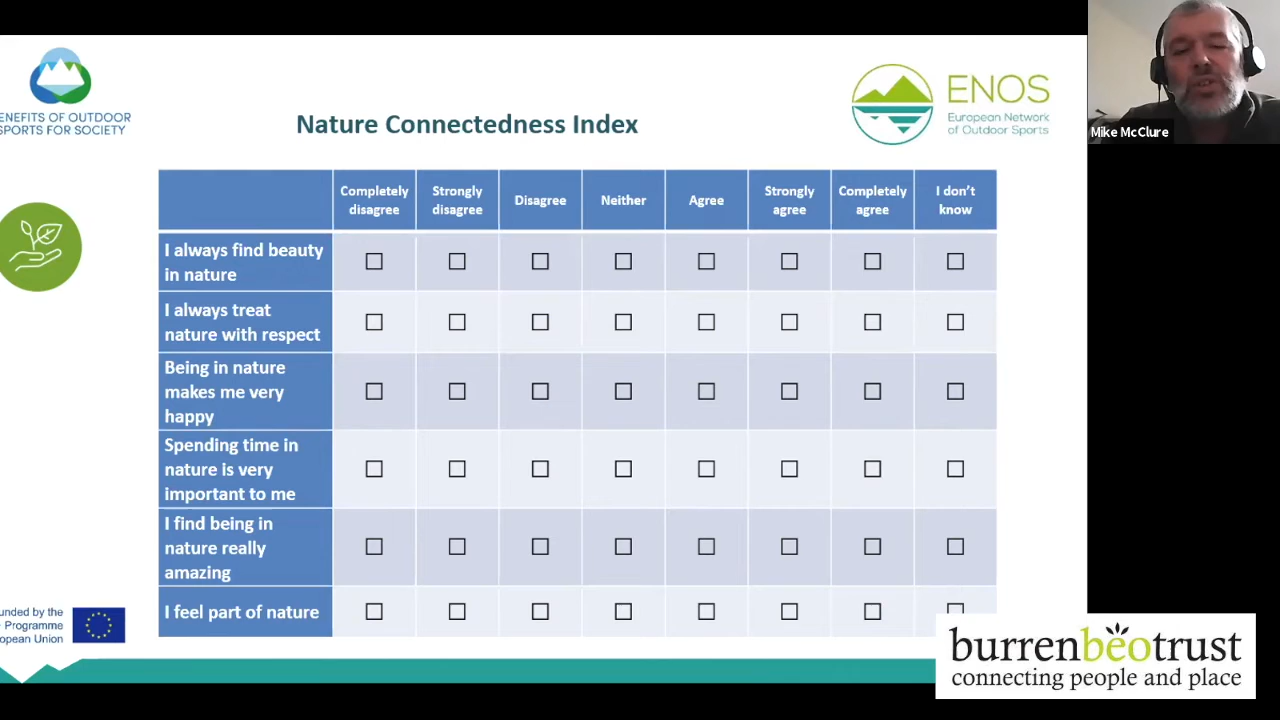 ENEFITS OF OUTDOOR
SPORTS FOR SOCIETY
Nature Connectedness Index
ENOS
European Network
of Outdoor Sports
Mike McClure
Completely disagree
Strongly disagree
Disagree
Neither
Agree
Strongly agree
Completely agree
I don't know
I always find beauty
in nature
I always treat
nature with respect
Being in nature
makes me very
happy
Spending time in
nature is very
important to me
I find being in
nature really
amazing
I feel part of nature
unded by the
Programme
ropean Union
burrenbeotrust
connecting people and place